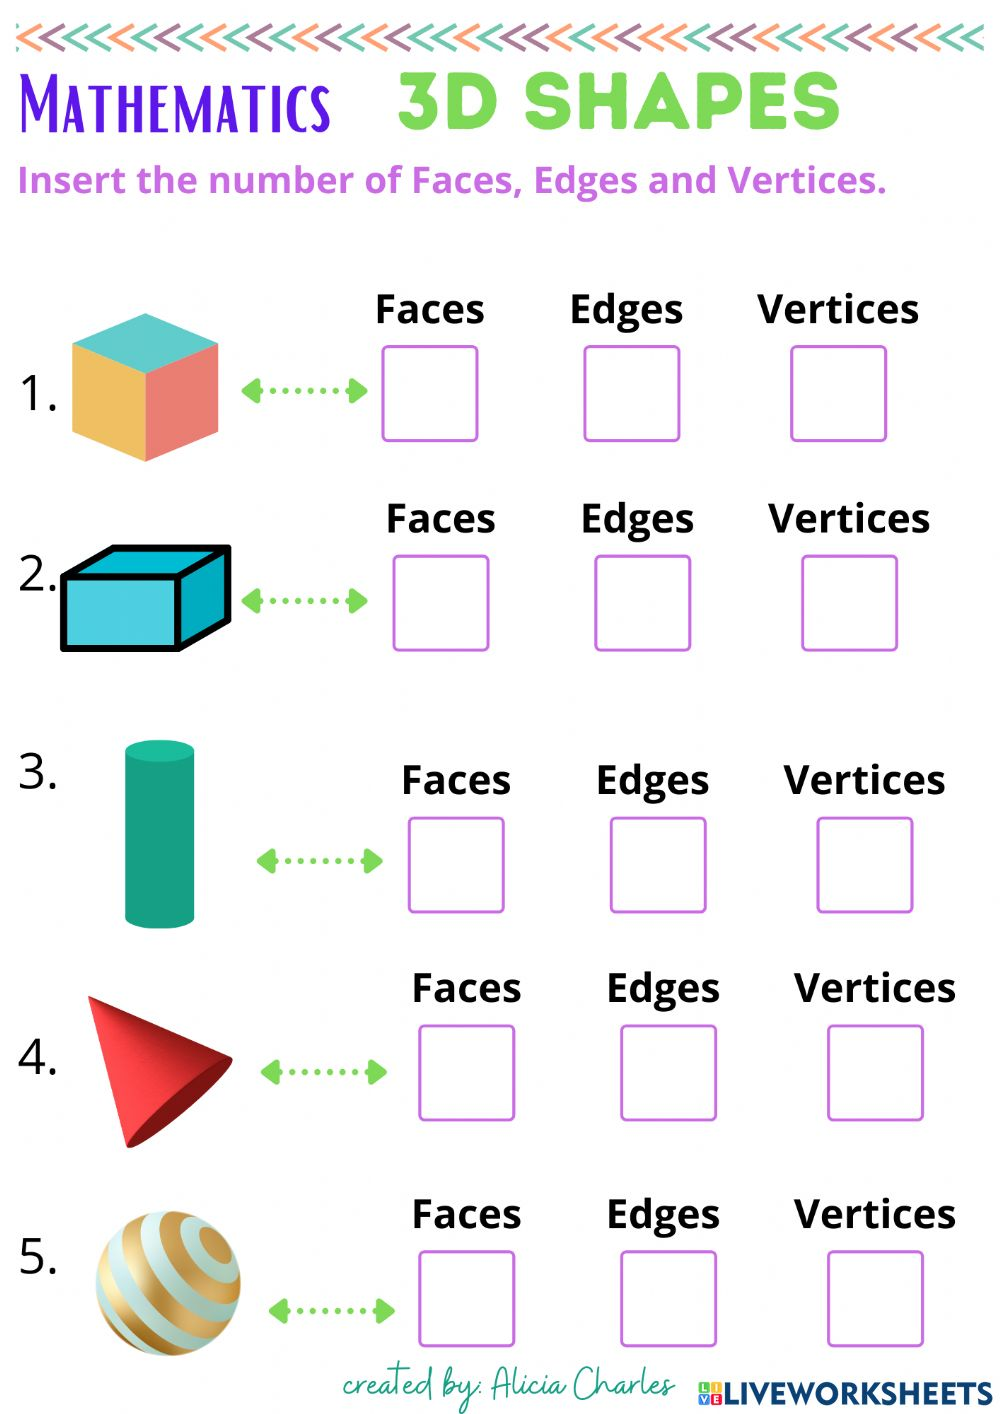 MATHEMATICS 3D SHAPES
Insert the number of Faces, Edges and Vertices.
Faces Edges Vertices
1.
Faces Edges Vertices
2.
3.
Faces Edges Vertices
Faces Edges Vertices
4.
Faces Edges Vertices
5.
created by: Alicia Charles
LIVE LIVEWORKSHEETS